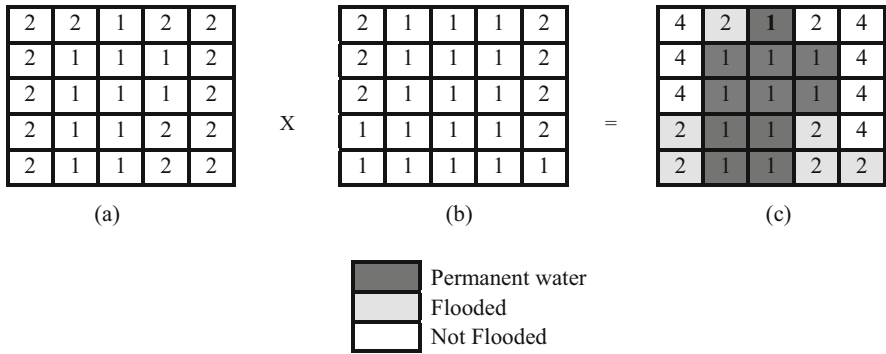 2 2 1 2 2 2 1 1 1 2 4 2 1 2 4
2 1 1 1 2 2 1 1 1 2 4 1 1 1 4
2 1 1 1 2 X 2 1 1 1 2 = 4 1 1 1 4
2 1 1 2 2 1 1 1 1 2 2 1 1 2 4
2 1 1 2 2 1 1 1 1 1 2 1 1 2 2
(a) (b) (c)
Permanent water
Flooded
Not Flooded